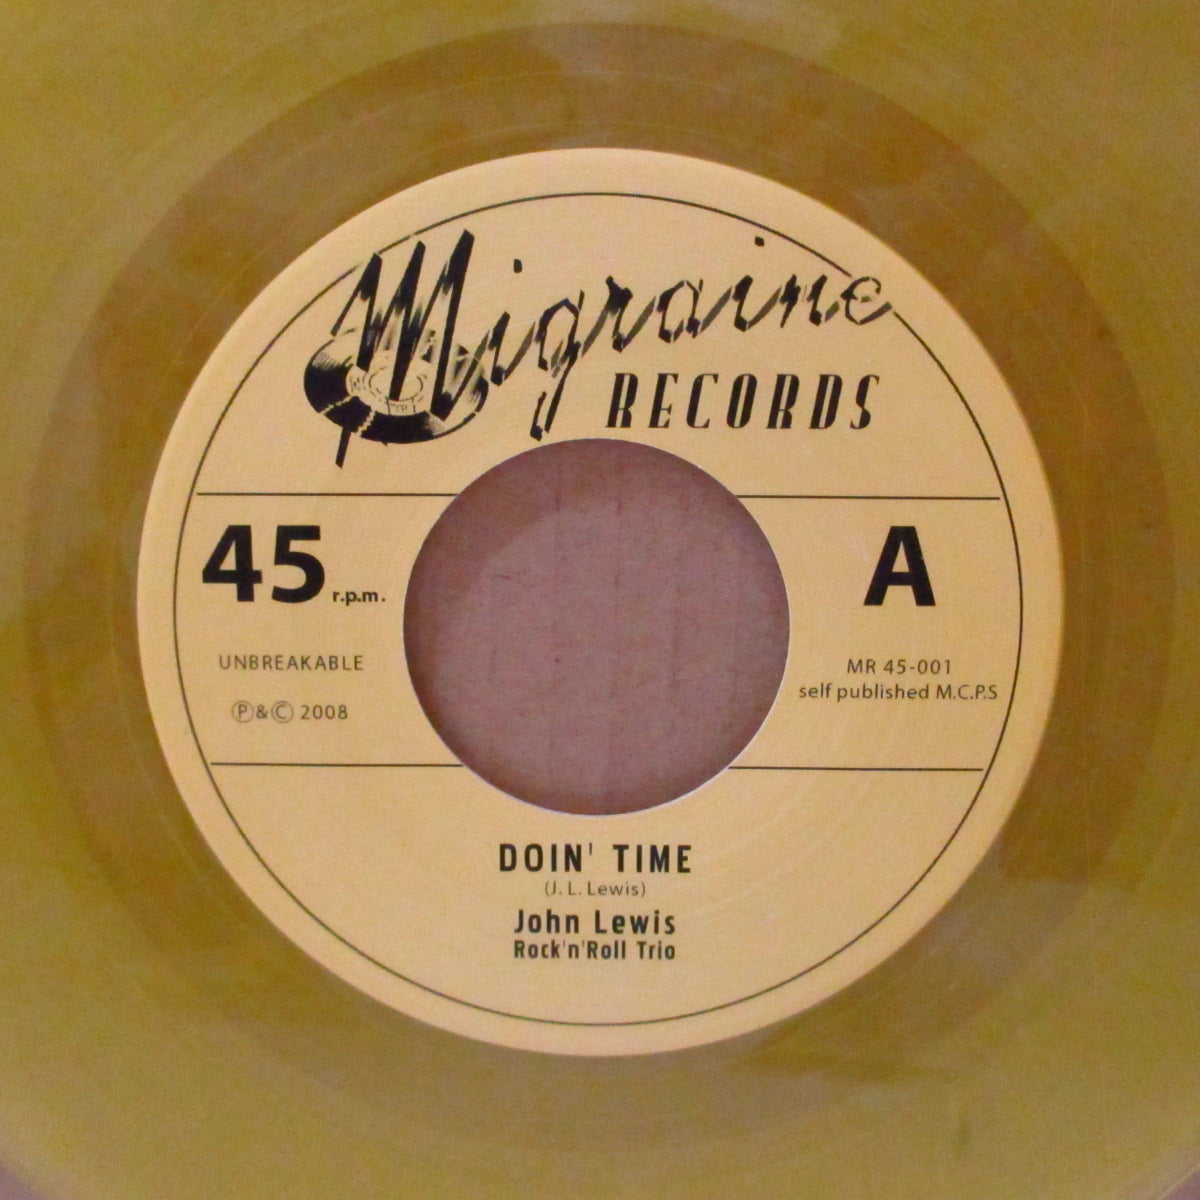 Migraine
RECORDS
45 r.p.m.
A
UNBREAKABLE
Ⓟ&Ⓒ 2008
MR 45-001
self published M.C.P.S
DOIN' TIME
(J. L. Lewis)
John Lewis
Rock'n'Roll Trio